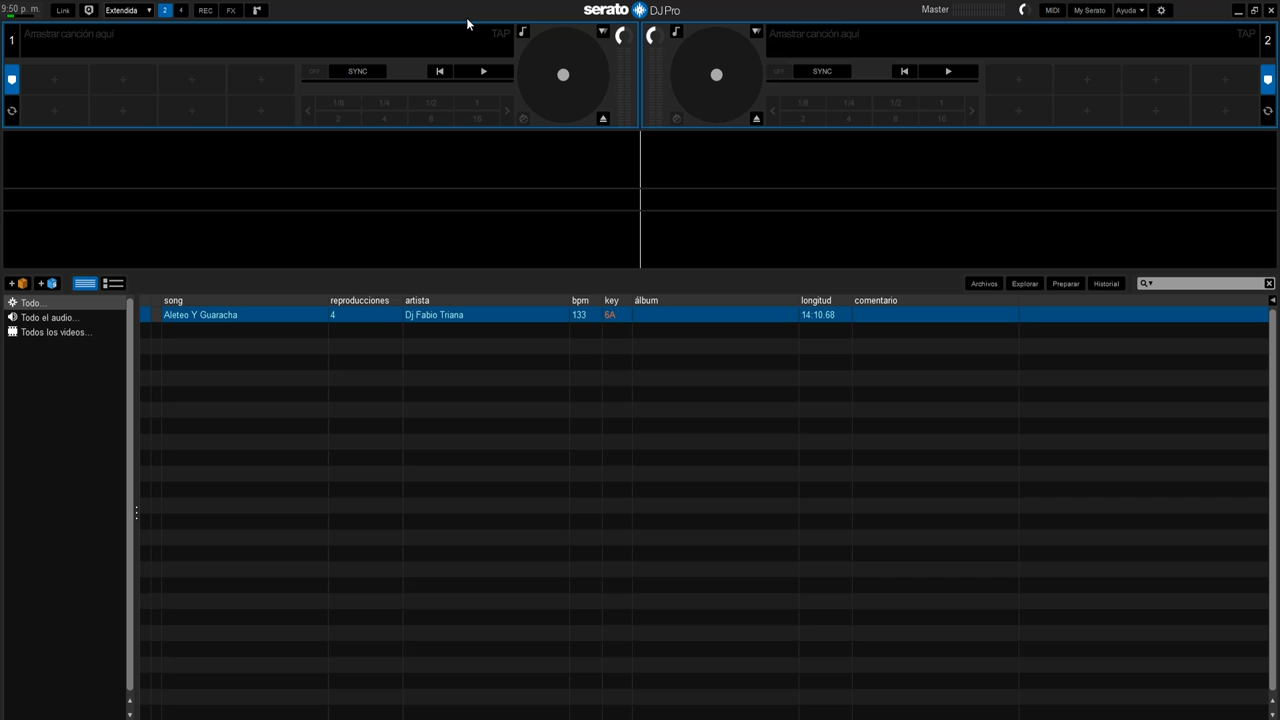 9:50 p. m. Link Extendida 2 4 REC FX serato DJ Pro Master MIDI My Serato Ayuda
1 Arrastrar canción aquí TAP Arrastrar canción aquí TAP 2
OFF SYNC OFF SYNC
1/8 1/4 1/2 1 1/8 1/4 1/2 1
2 4 8 16 2 4 8 16
Archivos Explorar Preparar Historial
song reproducciones artista bpm key álbum longitud comentario
Todo...
Aleteo Y Guaracha 4 Dj Fabio Triana 133 6A 14:10.68
Todo el audio...
Todos los videos...